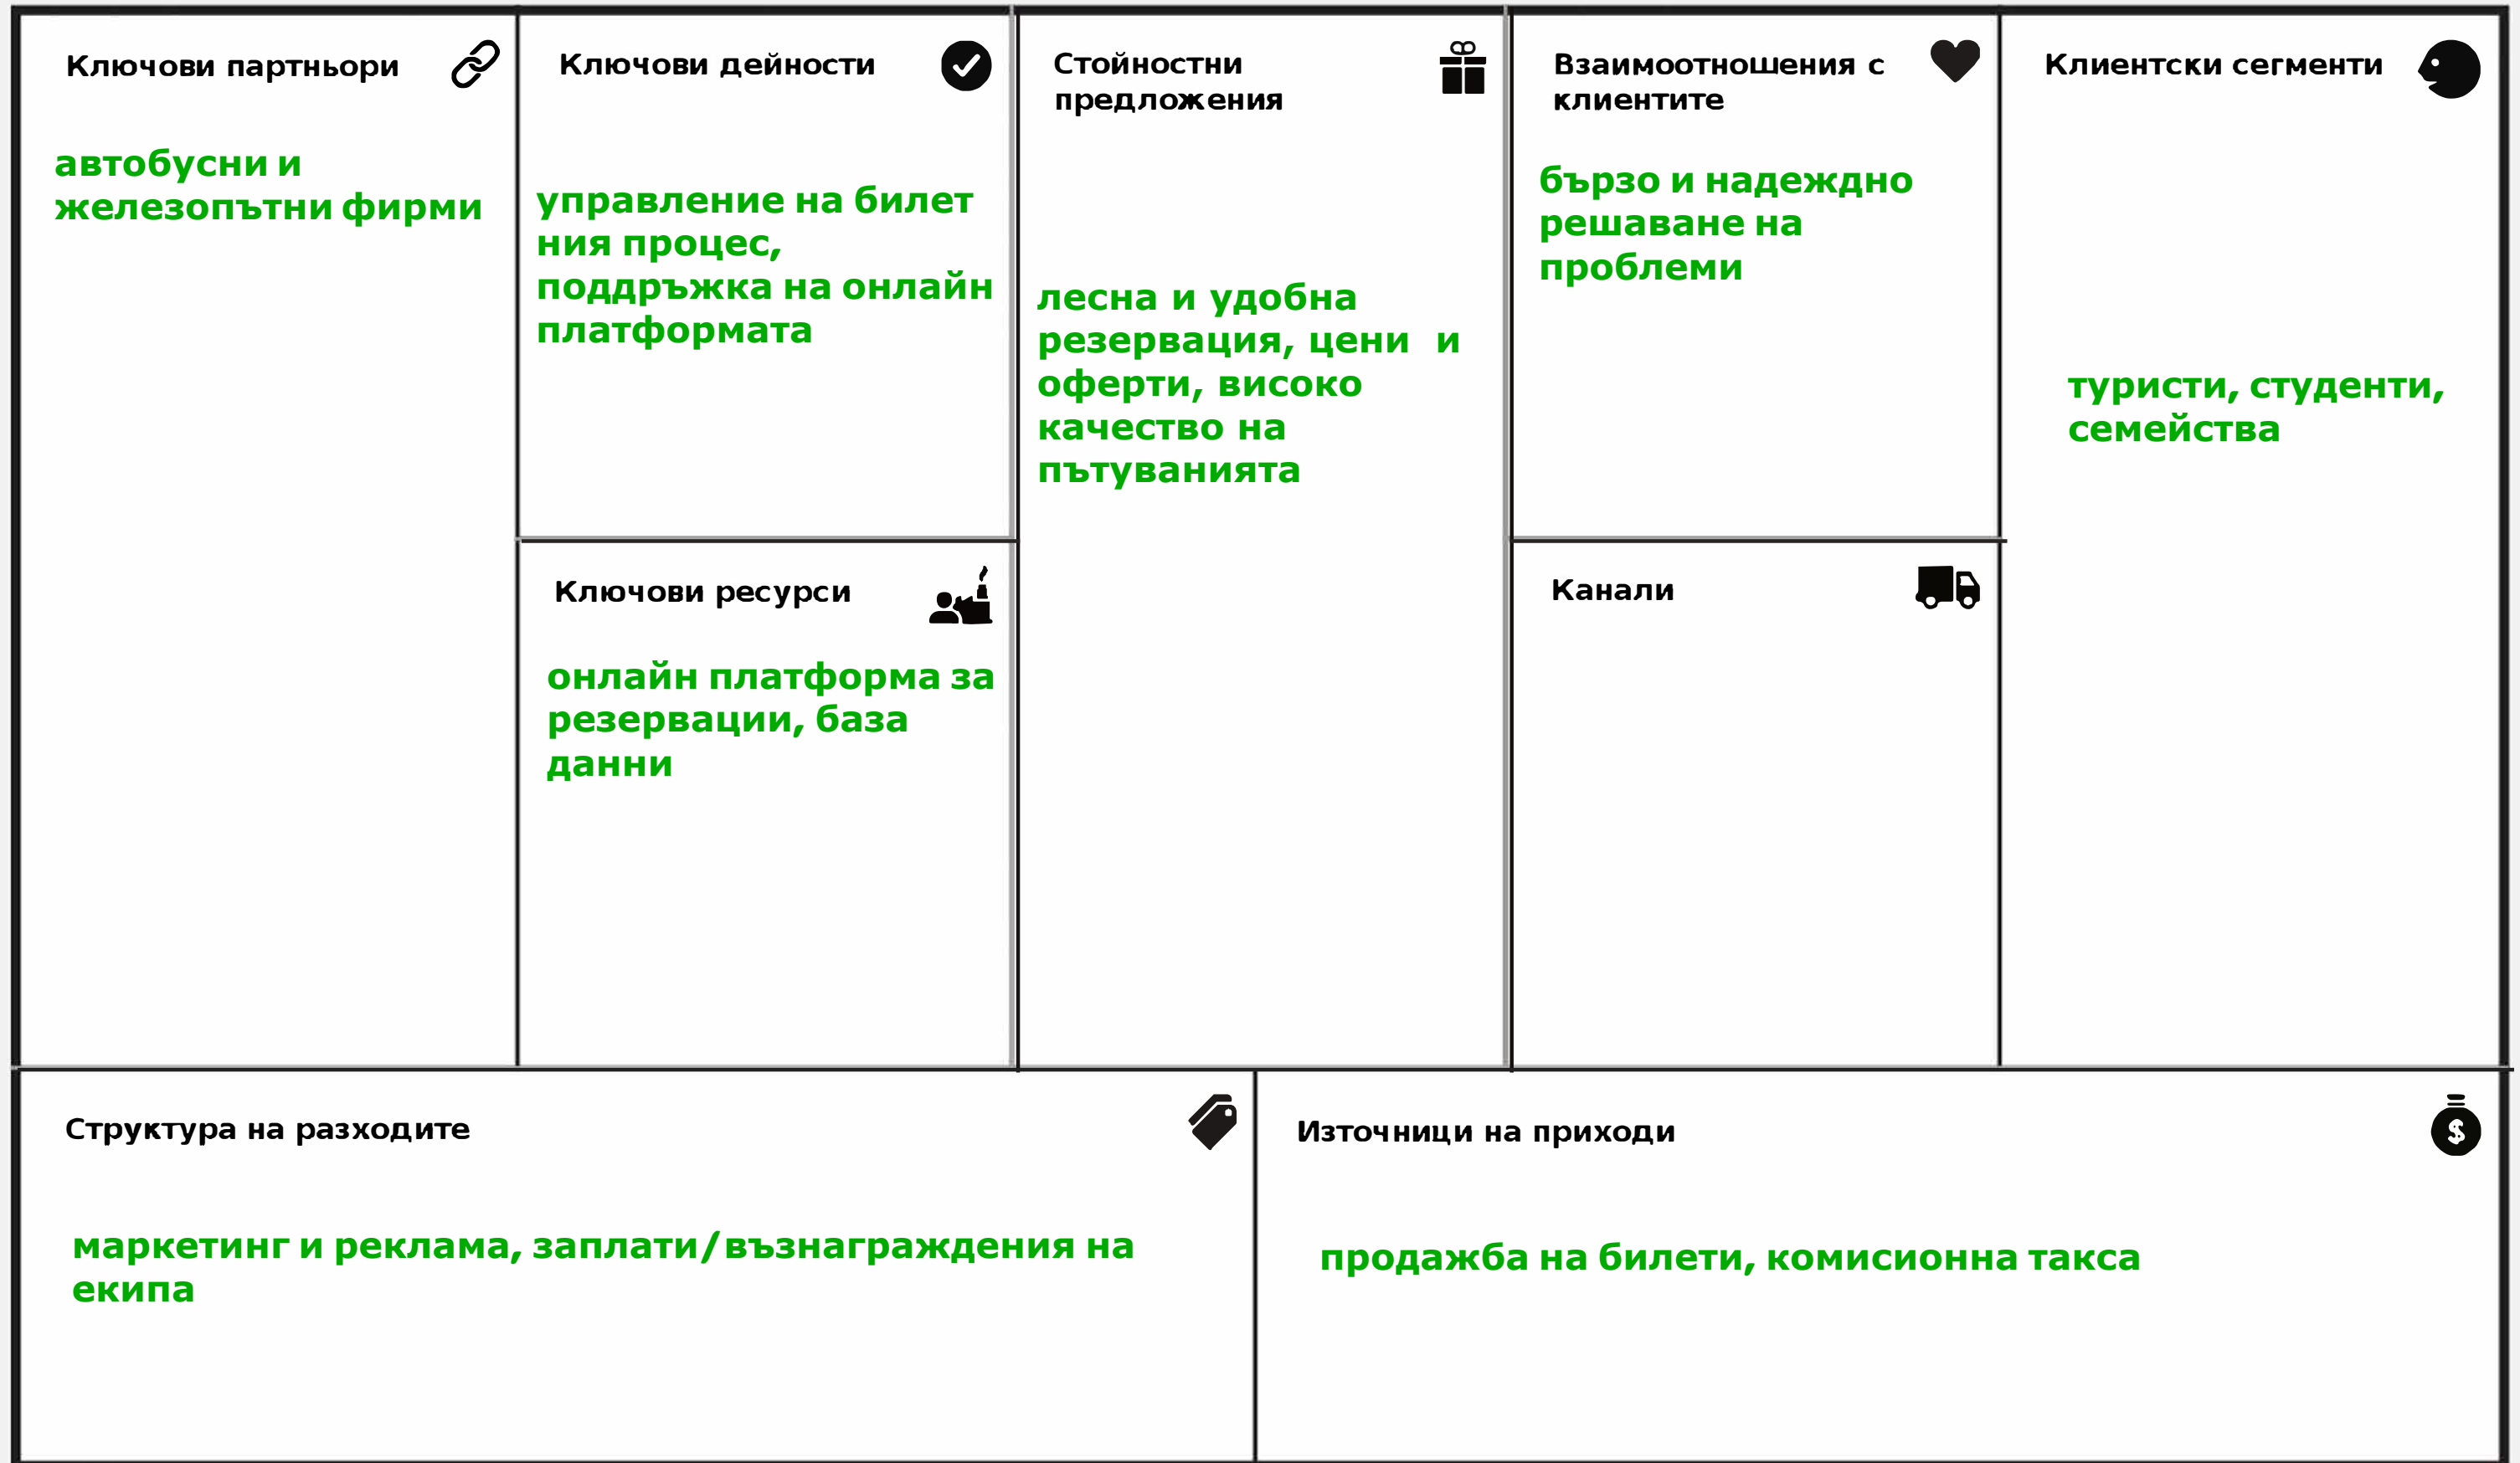 Ключови партньори
автобусни и
железопътни фирми
Ключови дейности
управление на билет
ния процес,
поддръжка на онлайн
платформата
Ключови ресурси
онлайн платформа за
резервации, база
данни
Стойностни
предложения
лесна и удобна
резервация, цени и
оферти, високо
качество на
пътуванията
Взаимоотношения с
клиентите
бързо и надеждно
решаване на
проблеми
Канали
Клиентски сегменти
туристи, студенти,
семейства
Структура на разходите
маркетинг и реклама, заплати/възнаграждения на
екипа
Източници на приходи
$
продажба на билети, комисионна такса